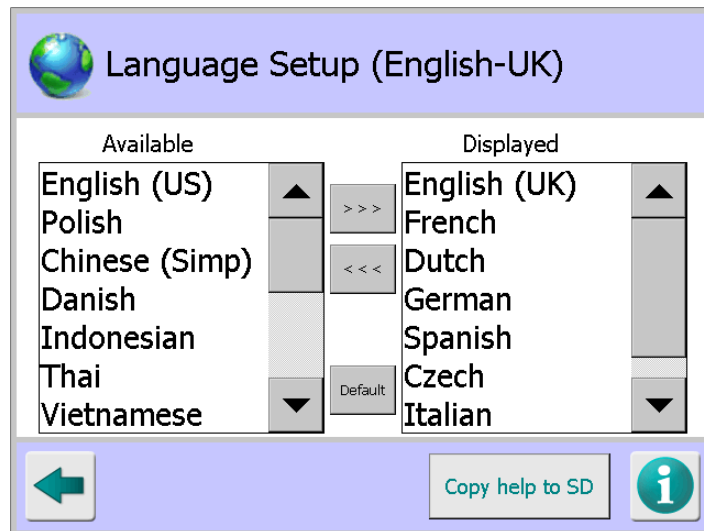 Language Setup (English-UK)
Available
English (US)
Polish
Chinese (Simp)
Danish
Indonesian
Thai
Vietnamese
> > >
< < <
Default
Displayed
English (UK)
French
Dutch
German
Spanish
Czech
Italian
Copy help to SD
i